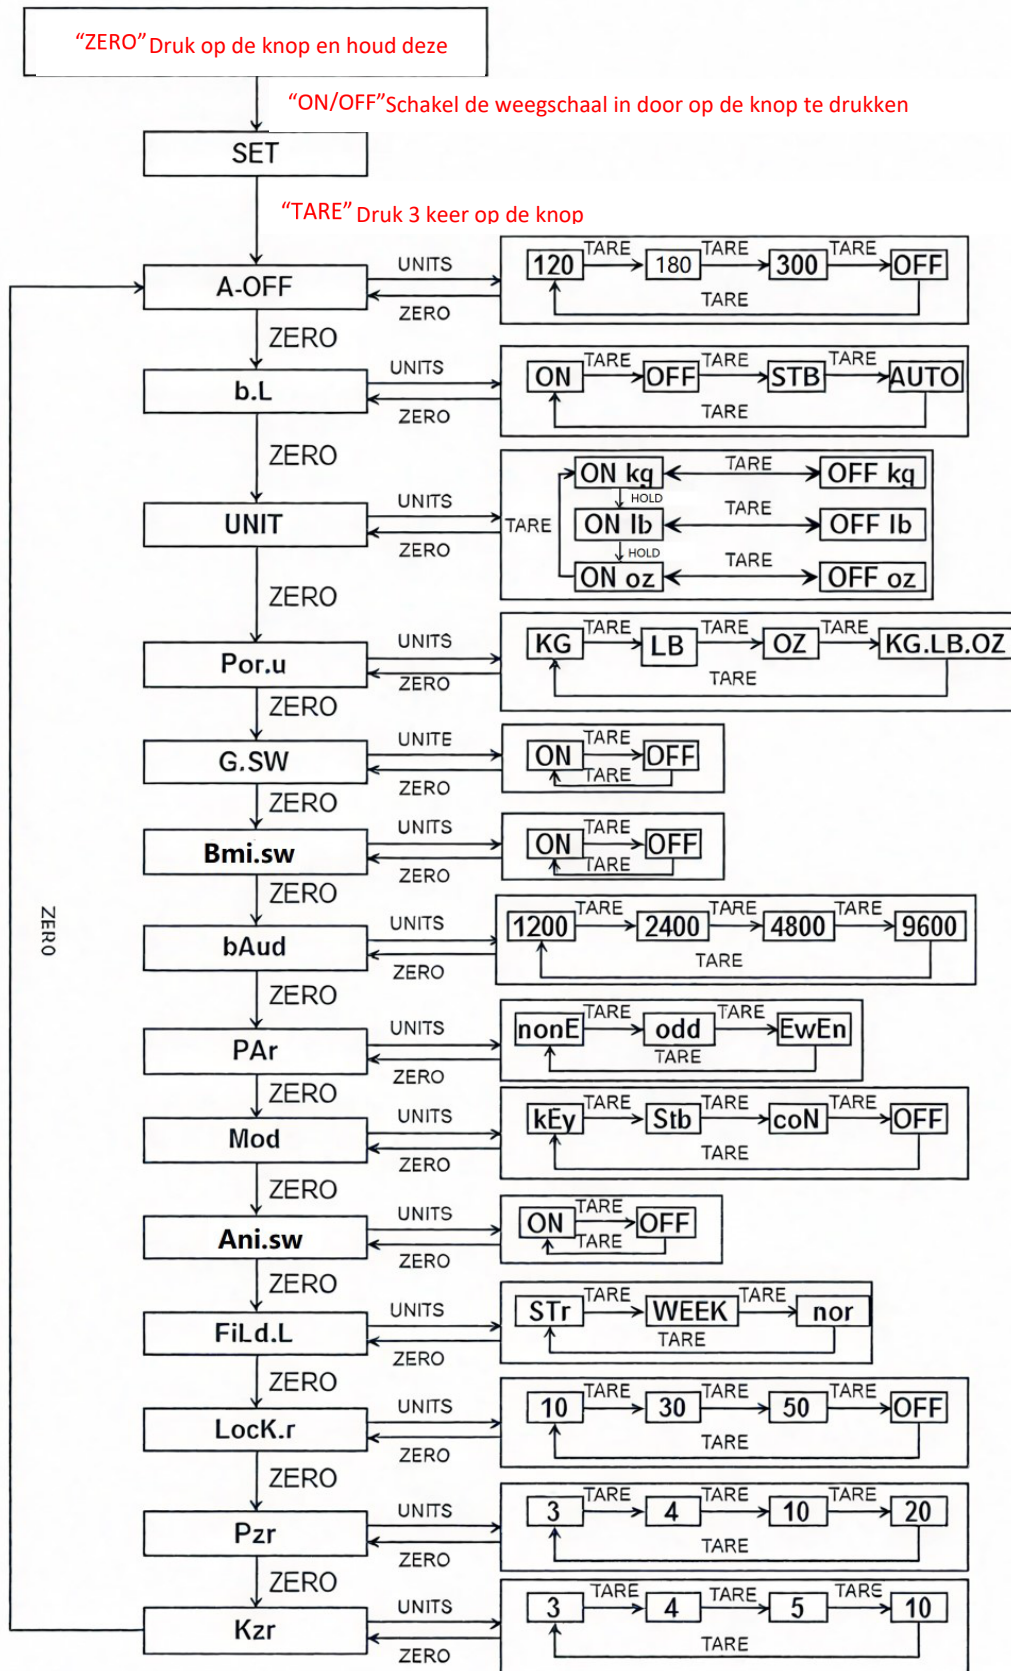 “ZERO” Druk op de knop en houd deze
“ON/OFF” Schakel de weegschaal in door op de knop te drukken
SET
“TARE” Druk 3 keer op de knop
A-OFF
UNITS
ZERO
120 TARE 180 TARE 300 TARE OFF
TARE
ZERO
b.L
UNITS
ZERO
ON TARE OFF TARE STB TARE AUTO
TARE
ZERO
UNIT
UNITS
ZERO
TARE
ON kg TARE OFF kg
HOLD
ON lb TARE OFF lb
HOLD
ON oz TARE OFF oz
ZERO
Por.u
UNITS
ZERO
KG TARE LB TARE OZ TARE KG.LB.OZ
TARE
ZERO
G.SW
UNITE
ZERO
ON TARE OFF
TARE
ZERO
Bmi.sw
UNITS
ZERO
ON TARE OFF
TARE
ZERO
bAud
UNITS
ZERO
1200 TARE 2400 TARE 4800 TARE 9600
TARE
ZERO
PAr
UNITS
ZERO
nonE TARE odd TARE EwEn
TARE
ZERO
Mod
UNITS
ZERO
kEy TARE Stb TARE coN TARE OFF
TARE
ZERO
Ani.sw
UNITS
ZERO
ON TARE OFF
TARE
ZERO
FiLd.L
UNITS
ZERO
STr TARE WEEK TARE nor
TARE
ZERO
LocK.r
UNITS
ZERO
10 TARE 30 TARE 50 TARE OFF
TARE
ZERO
Pzr
UNITS
ZERO
3 TARE 4 TARE 10 TARE 20
TARE
ZERO
Kzr
UNITS
ZERO
3 TARE 4 TARE 5 TARE 10
TARE
ZERO